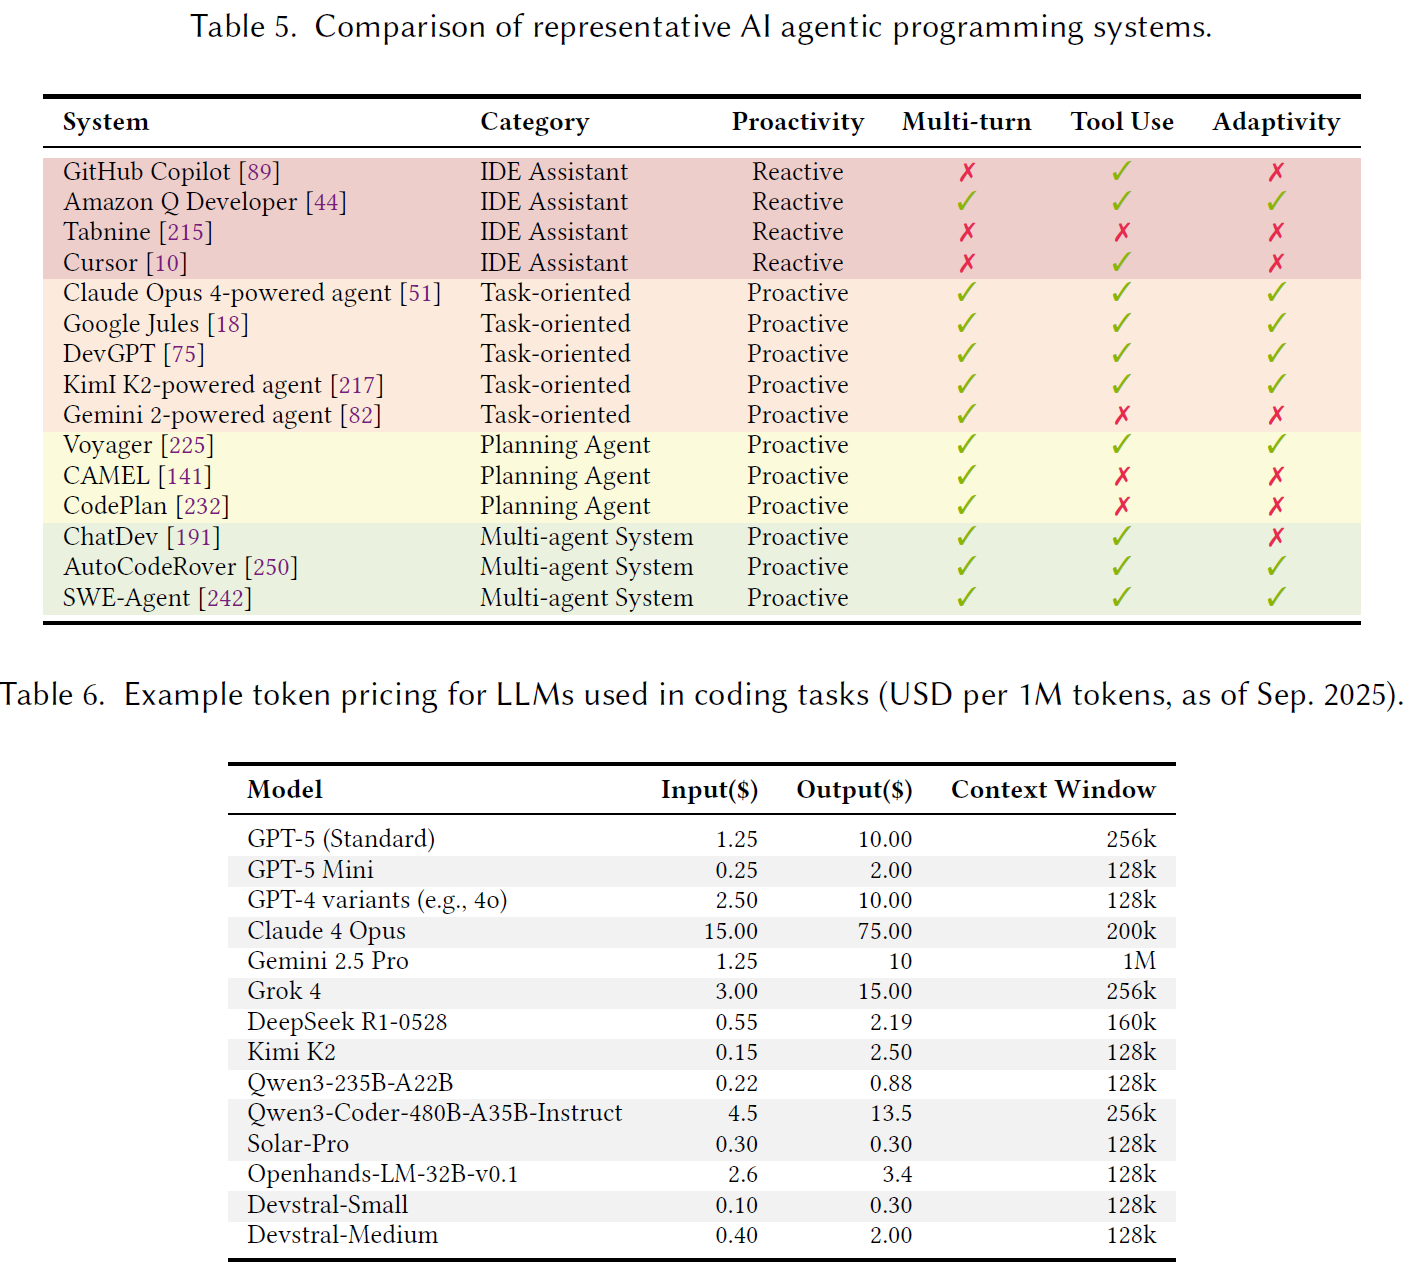 Table 5. Comparison of representative AI agentic programming systems.
System Category Proactivity Multi-turn Tool Use Adaptivity
GitHub Copilot [89] IDE Assistant Reactive ✗ ✓ ✗
Amazon Q Developer [44] IDE Assistant Reactive ✓ ✓ ✓
Tabnine [215] IDE Assistant Reactive ✗ ✗ ✗
Cursor [10] IDE Assistant Reactive ✗ ✓ ✗
Claude Opus 4-powered agent [51] Task-oriented Proactive ✓ ✓ ✓
Google Jules [18] Task-oriented Proactive ✓ ✓ ✓
DevGPT [75] Task-oriented Proactive ✓ ✓ ✓
KimI K2-powered agent [217] Task-oriented Proactive ✓ ✓ ✓
Gemini 2-powered agent [82] Task-oriented Proactive ✓ ✗ ✗
Voyager [225] Planning Agent Proactive ✓ ✓ ✓
CAMEL [141] Planning Agent Proactive ✓ ✗ ✗
CodePlan [232] Planning Agent Proactive ✓ ✗ ✗
ChatDev [191] Multi-agent System Proactive ✓ ✓ ✗
AutoCodeRover [250] Multi-agent System Proactive ✓ ✓ ✓
SWE-Agent [242] Multi-agent System Proactive ✓ ✓ ✓
Table 6. Example token pricing for LLMs used in coding tasks (USD per 1M tokens, as of Sep. 2025).
Model Input($) Output($) Context Window
GPT-5 (Standard) 1.25 10.00 256k
GPT-5 Mini 0.25 2.00 128k
GPT-4 variants (e.g., 4o) 2.50 10.00 128k
Claude 4 Opus 15.00 75.00 200k
Gemini 2.5 Pro 1.25 10 1M
Grok 4 3.00 15.00 256k
DeepSeek R1-0528 0.55 2.19 160k
Kimi K2 0.15 2.50 128k
Qwen3-235B-A22B 0.22 0.88 128k
Qwen3-Coder-480B-A35B-Instruct 4.5 13.5 256k
Solar-Pro 0.30 0.30 128k
Openhands-LM-32B-v0.1 2.6 3.4 128k
Devstral-Small 0.10 0.30 128k
Devstral-Medium 0.40 2.00 128k